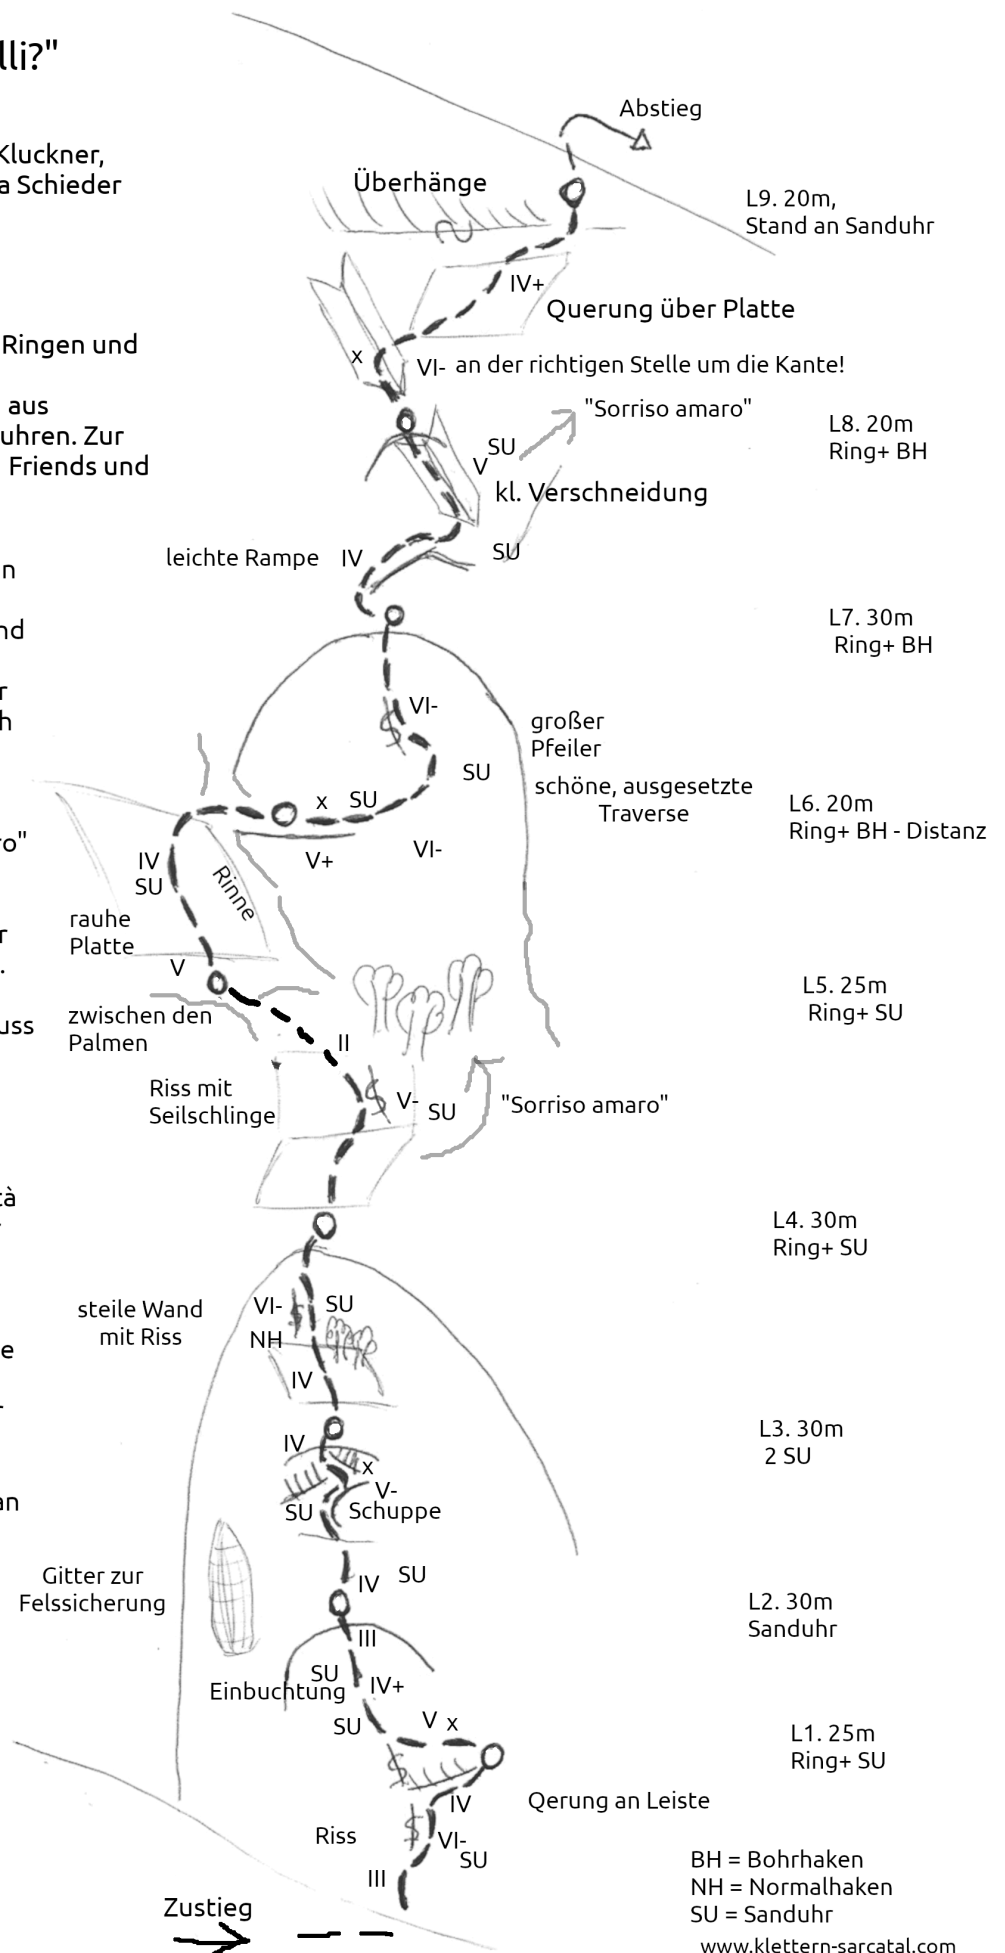 lli?"
Kluckner,
a Schieder
Ringen und
aus
uhren. Zur
Friends und
n
nd
r
h
ro"
r
.
uss
tà
e
an
Abstieg
Überhänge
L9. 20m,
Stand an Sanduhr
IV+
Querung über Platte
x
VI- an der richtigen Stelle um die Kante!
"Sorriso amaro"
L8. 20m
Ring+ BH
SU
V
kl. Verschneidung
leichte Rampe IV
SU
L7. 30m
Ring+ BH
VI-
großer
Pfeiler
SU
schöne, ausgesetzte
Traverse
x SU
L6. 20m
Ring+ BH - Distanz
V+
VI-
IV
SU
Rinne
rauhe
Platte
V
L5. 25m
Ring+ SU
zwischen den
Palmen
II
Riss mit
Seilschlinge
V- SU
"Sorriso amaro"
L4. 30m
Ring+ SU
steile Wand
mit Riss
VI-
SU
NH
IV
L3. 30m
2 SU
IV
x
V-
SU
Schuppe
Gitter zur
Felssicherung
IV SU
L2. 30m
Sanduhr
III
SU
Einbuchtung
IV+
SU
V x
L1. 25m
Ring+ SU
IV
Qerung an Leiste
Riss
VI-
SU
III
BH = Bohrhaken
NH = Normalhaken
SU = Sanduhr
Zustieg
www.klettern-sarcatal.com